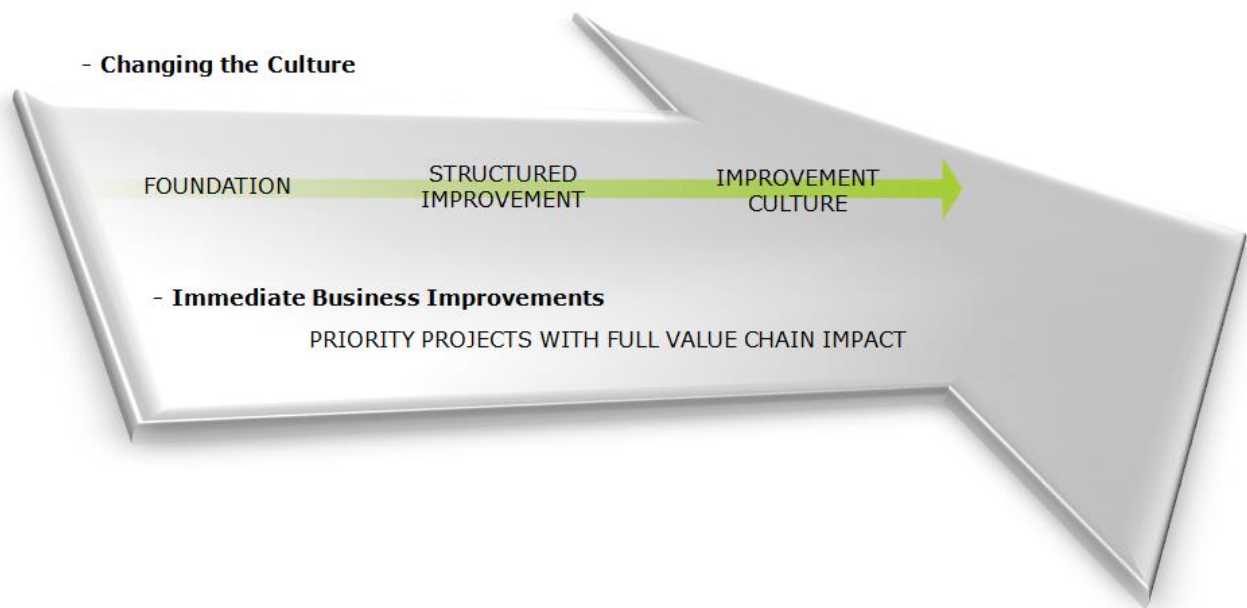 - Changing the Culture
FOUNDATION
STRUCTURED
IMPROVEMENT
IMPROVEMENT
CULTURE
- Immediate Business Improvements
PRIORITY PROJECTS WITH FULL VALUE CHAIN IMPACT